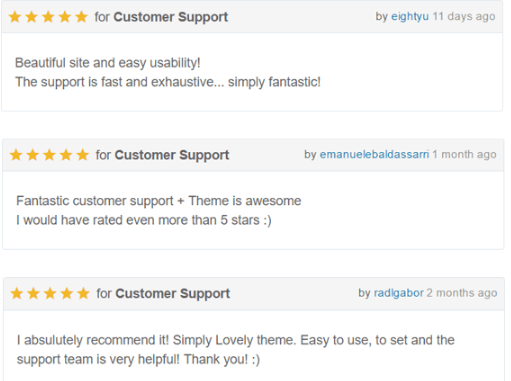 for Customer Support by eightyu 11 days ago
Beautiful site and easy usability!
The support is fast and exhaustive... simply fantastic!
for Customer Support by emanuelebaldassarri 1 month ago
Fantastic customer support + Theme is awesome
I would have rated even more than 5 stars :)
for Customer Support by radlgabor 2 months ago
I absulutely recommend it! Simply Lovely theme. Easy to use, to set and the
support team is very helpful! Thank you! :)